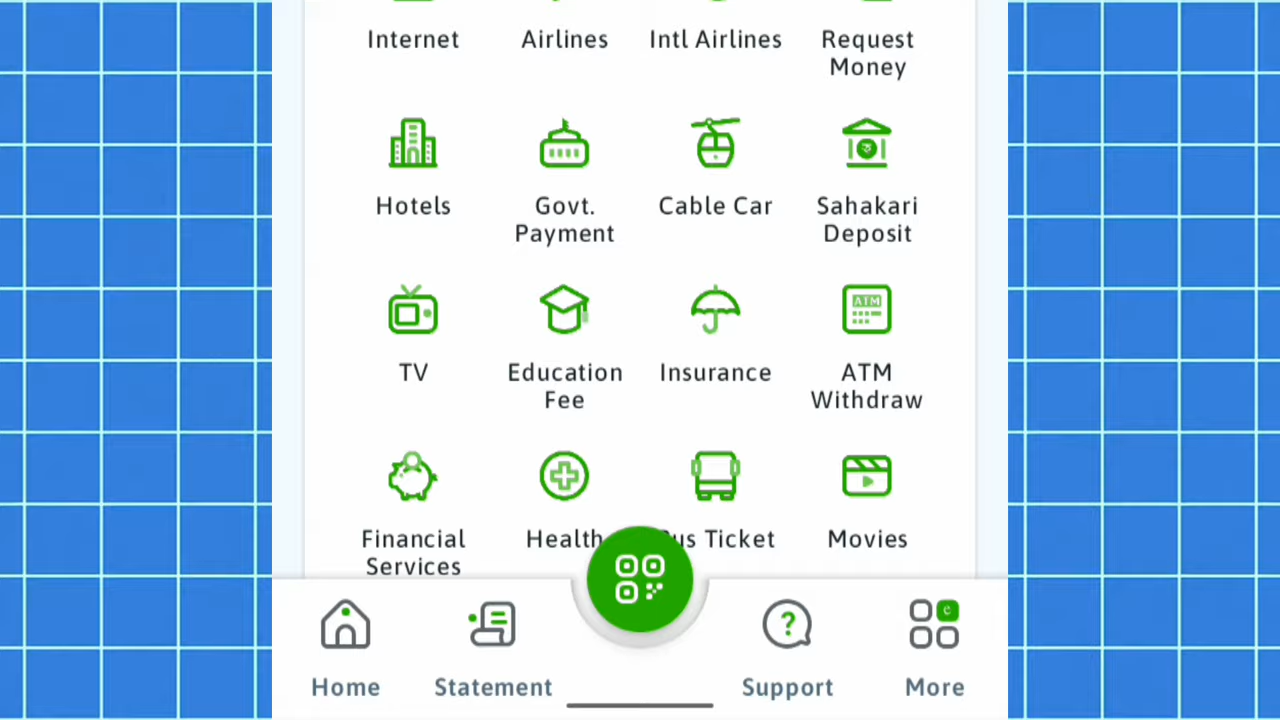 Internet Airlines Intl Airlines Request
Money
Hotels Govt. Cable Car Sahakari
Payment Deposit
ATM
TV Education Insurance ATM
Fee Withdraw
Financial Health Bus Ticket Movies
Services
Home Statement Support More